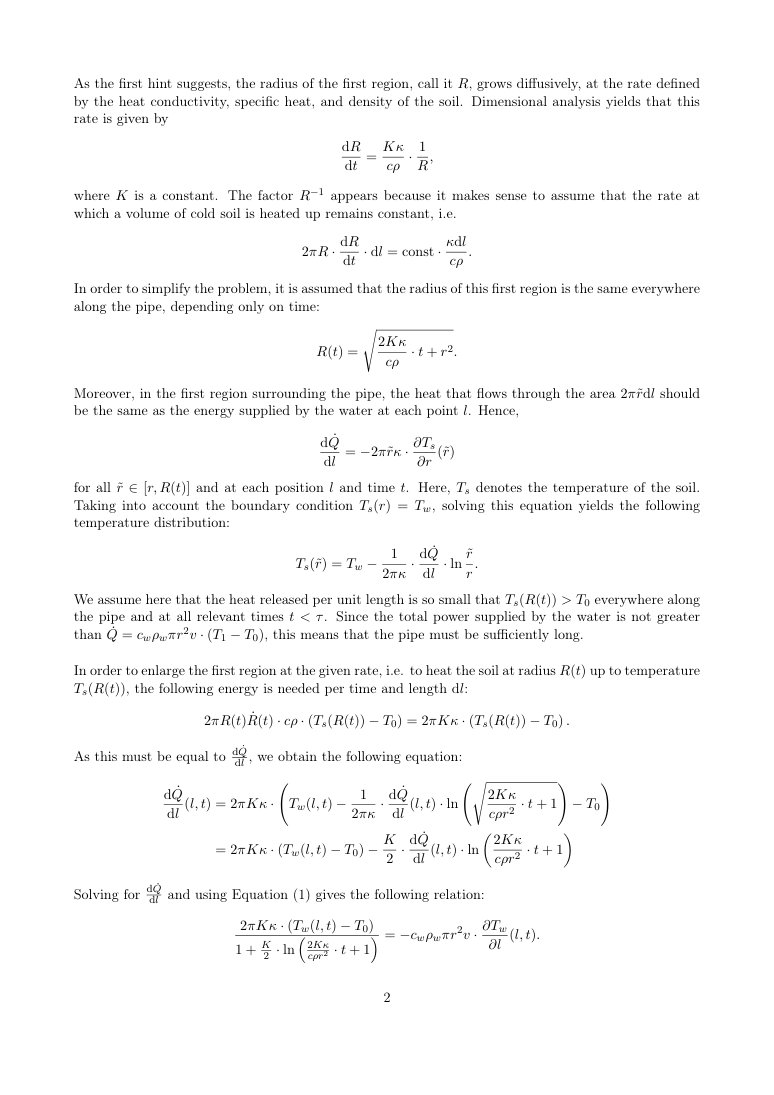 As the first hint suggests, the radius of the first region, call it R, grows diffusively, at the rate defined
by the heat conductivity, specific heat, and density of the soil. Dimensional analysis yields that this
rate is given by
dR/dt = Kκ/cρ · 1/R,
where K is a constant. The factor R⁻¹ appears because it makes sense to assume that the rate at
which a volume of cold soil is heated up remains constant, i.e.
2πR · dR/dt · dl = const · κdl/cρ.
In order to simplify the problem, it is assumed that the radius of this first region is the same everywhere
along the pipe, depending only on time:
R(t) = √(2Kκ/cρ · t + r²).
Moreover, in the first region surrounding the pipe, the heat that flows through the area 2πr̃dl should
be the same as the energy supplied by the water at each point l. Hence,
dQ̇/dl = −2πr̃κ · ∂Tₛ/∂r (r̃)
for all r̃ ∈ [r, R(t)] and at each position l and time t. Here, Tₛ denotes the temperature of the soil.
Taking into account the boundary condition Tₛ(r) = T_w, solving this equation yields the following
temperature distribution:
Tₛ(r̃) = T_w − 1/2πκ · dQ̇/dl · ln r̃/r.
We assume here that the heat released per unit length is so small that Tₛ(R(t)) > T₀ everywhere along
the pipe and at all relevant times t < τ. Since the total power supplied by the water is not greater
than Q̇ = c_wρ_wπr²v · (T₁ − T₀), this means that the pipe must be sufficiently long.
In order to enlarge the first region at the given rate, i.e. to heat the soil at radius R(t) up to temperature
Tₛ(R(t)), the following energy is needed per time and length dl:
2πR(t)Ṙ(t) · cρ · (Tₛ(R(t)) − T₀) = 2πKκ · (Tₛ(R(t)) − T₀).
As this must be equal to dQ̇/dl, we obtain the following equation:
dQ̇/dl (l, t) = 2πKκ · (T_w(l, t) − 1/2πκ · dQ̇/dl (l, t) · ln(√(2Kκ/cρr² · t + 1)) − T₀)
= 2πKκ · (T_w(l, t) − T₀) − K/2 · dQ̇/dl (l, t) · ln(2Kκ/cρr² · t + 1)
Solving for dQ̇/dl and using Equation (1) gives the following relation:
2πKκ · (T_w(l, t) − T₀) / (1 + K/2 · ln(2Kκ/cρr² · t + 1)) = −c_wρ_wπr²v · ∂T_w/∂l (l, t).
2